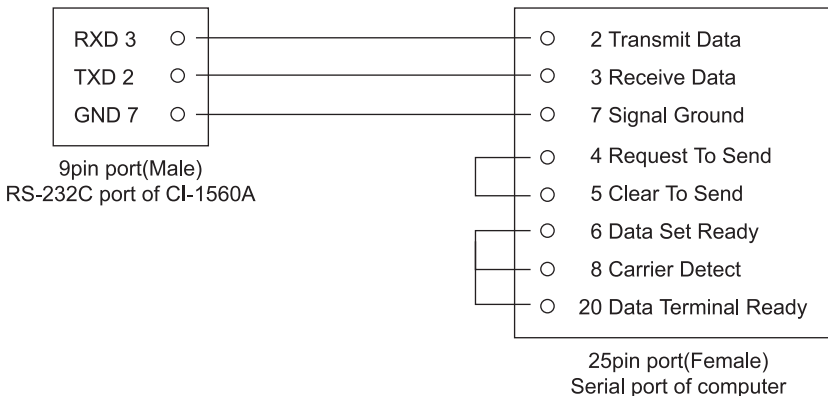 RXD 3
TXD 2
GND 7
9pin port(Male)
RS-232C port of CI-1560A
2 Transmit Data
3 Receive Data
7 Signal Ground
4 Request To Send
5 Clear To Send
6 Data Set Ready
8 Carrier Detect
20 Data Terminal Ready
25pin port(Female)
Serial port of computer